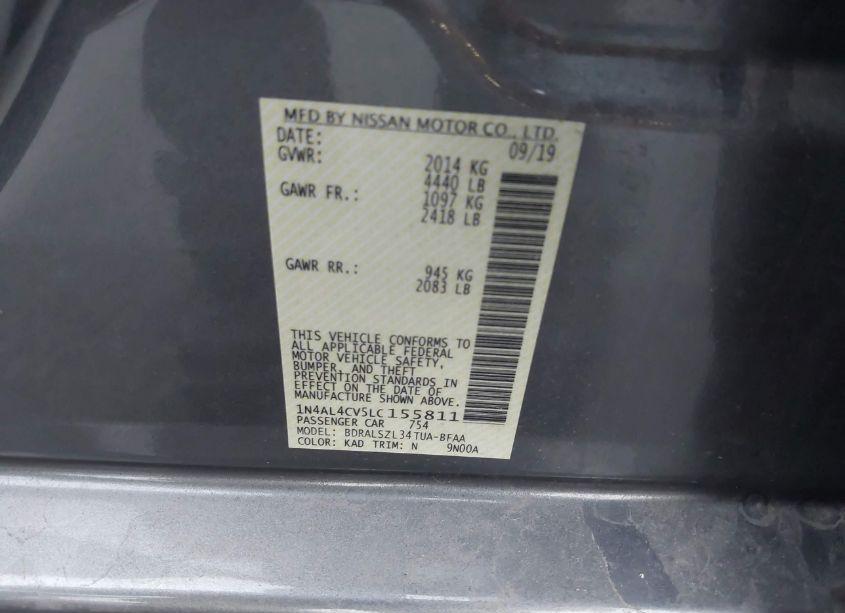 MFD BY NISSAN MOTOR CO., LTD.
DATE: 09/19
GVWR: 2014 KG
4440 LB
GAWR FR.: 1097 KG
2418 LB
GAWR RR.: 945 KG
2083 LB
THIS VEHICLE CONFORMS TO
ALL APPLICABLE FEDERAL
MOTOR VEHICLE SAFETY,
BUMPER, AND THEFT
PREVENTION STANDARDS IN
EFFECT ON THE DATE OF
MANUFACTURE SHOWN ABOVE.
1N4AL4CV5LC155811
PASSENGER CAR 754
MODEL: BDRALSZL34TUA-BFAA
COLOR: KAD TRIM: N 9N00A